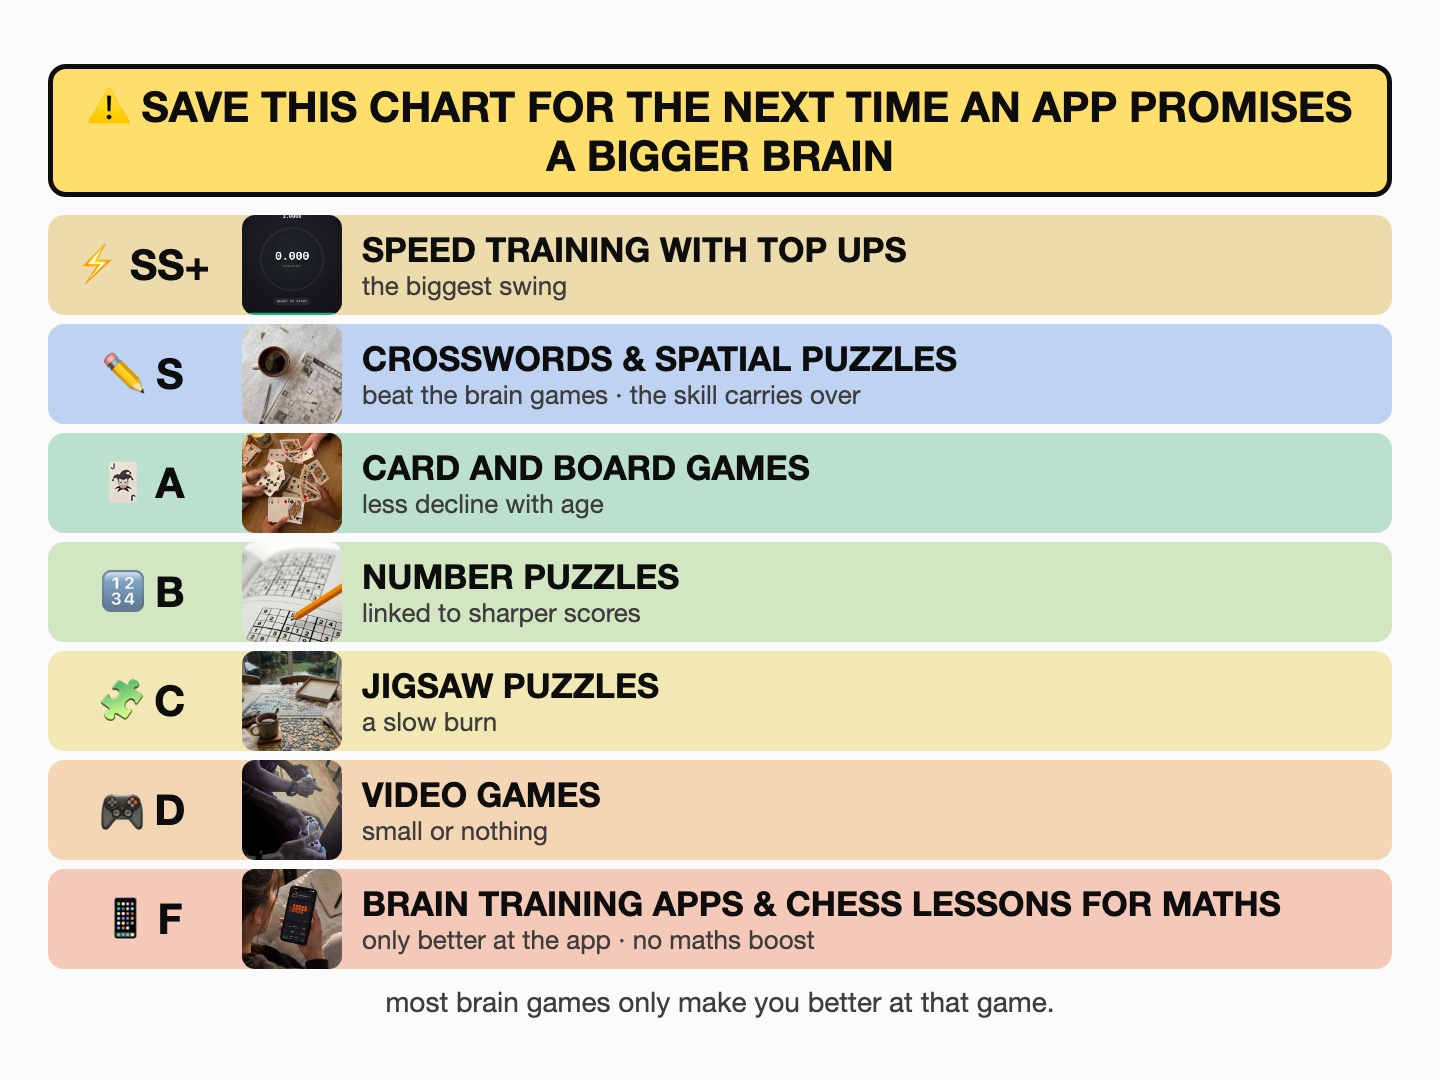 ⚠️ SAVE THIS CHART FOR THE NEXT TIME AN APP PROMISES
A BIGGER BRAIN
⚡ SS+
0.000
READY TO START
SPEED TRAINING WITH TOP UPS
the biggest swing
✏️ S
CROSSWORDS & SPATIAL PUZZLES
beat the brain games · the skill carries over
🃏 A
CARD AND BOARD GAMES
less decline with age
🔢 B
NUMBER PUZZLES
linked to sharper scores
🧩 C
JIGSAW PUZZLES
a slow burn
🎮 D
VIDEO GAMES
small or nothing
📱 F
BRAIN TRAINING APPS & CHESS LESSONS FOR MATHS
only better at the app · no maths boost
most brain games only make you better at that game.